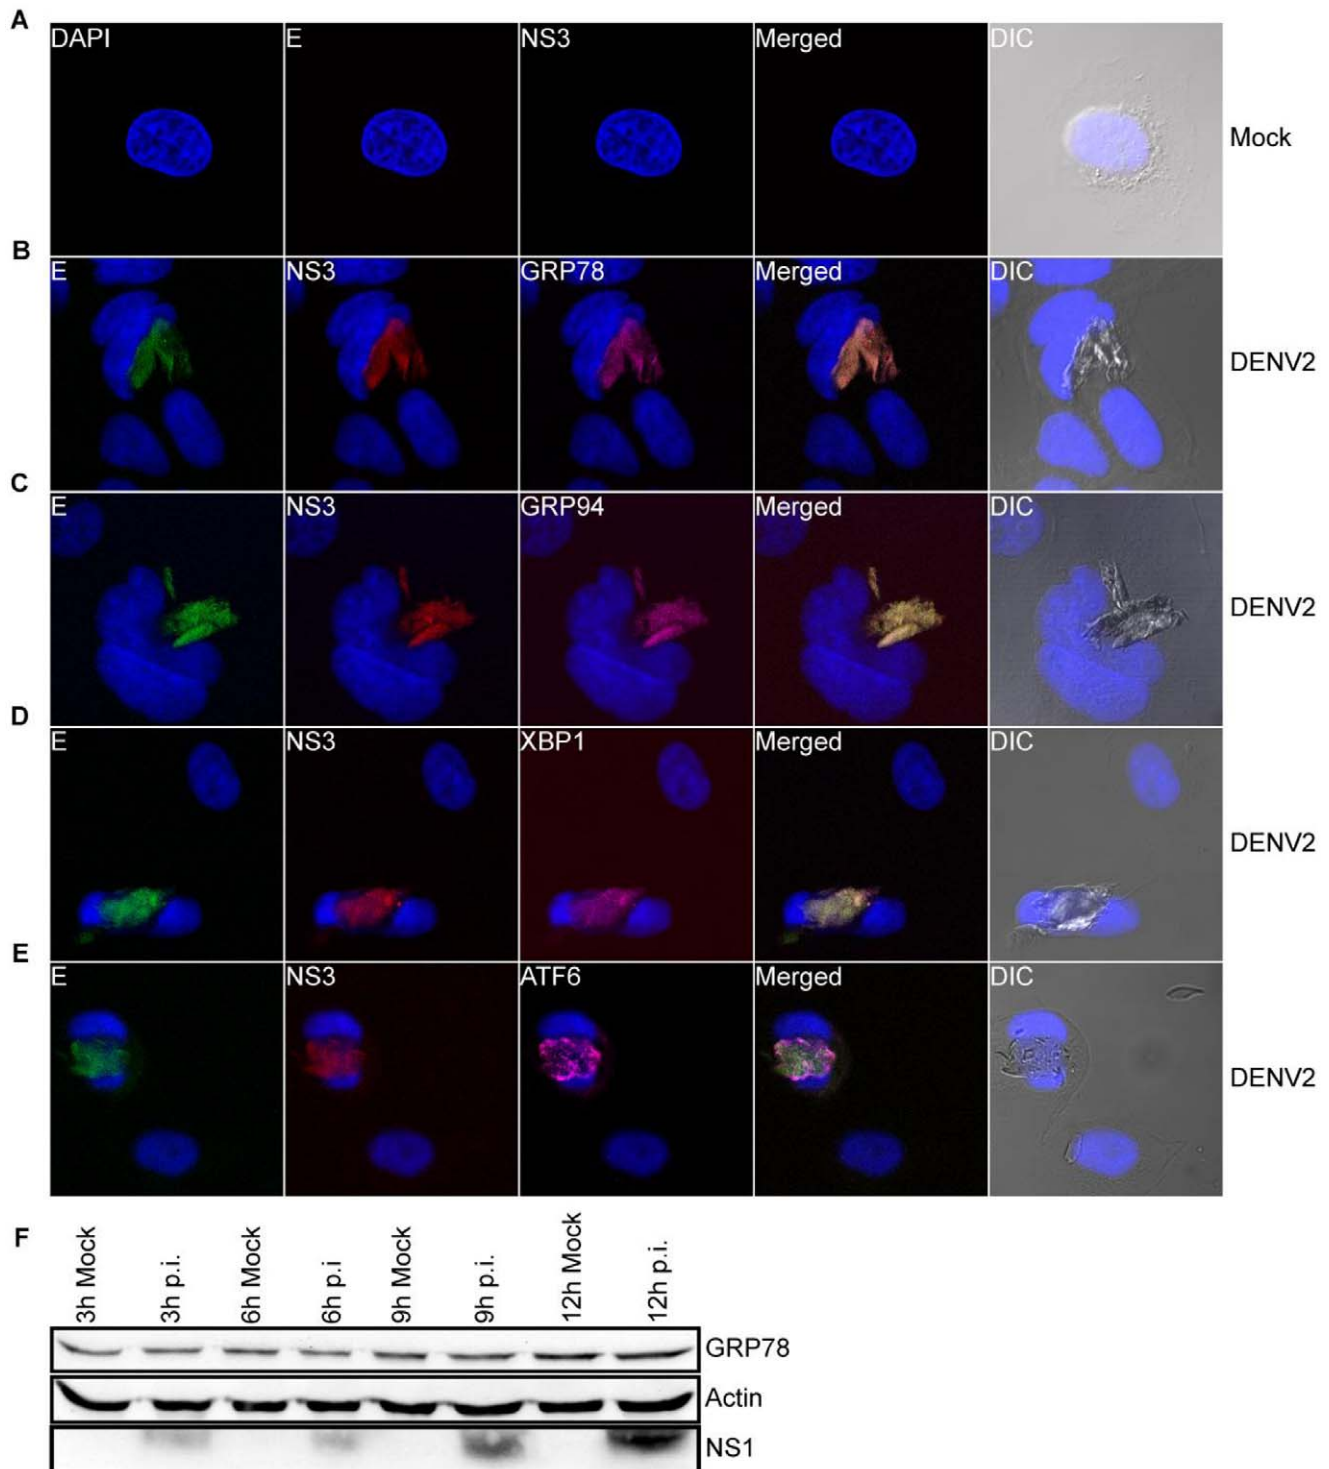 A
DAPI E NS3 Merged DIC
Mock
B
E NS3 GRP78 Merged DIC
DENV2
C
E NS3 GRP94 Merged DIC
DENV2
D
E NS3 XBP1 Merged DIC
DENV2
E
E NS3 ATF6 Merged DIC
DENV2
F
3h Mock 3h p.i. 6h Mock 6h p.i 9h Mock 9h p.i. 12h Mock 12h p.i.
GRP78
Actin
NS1